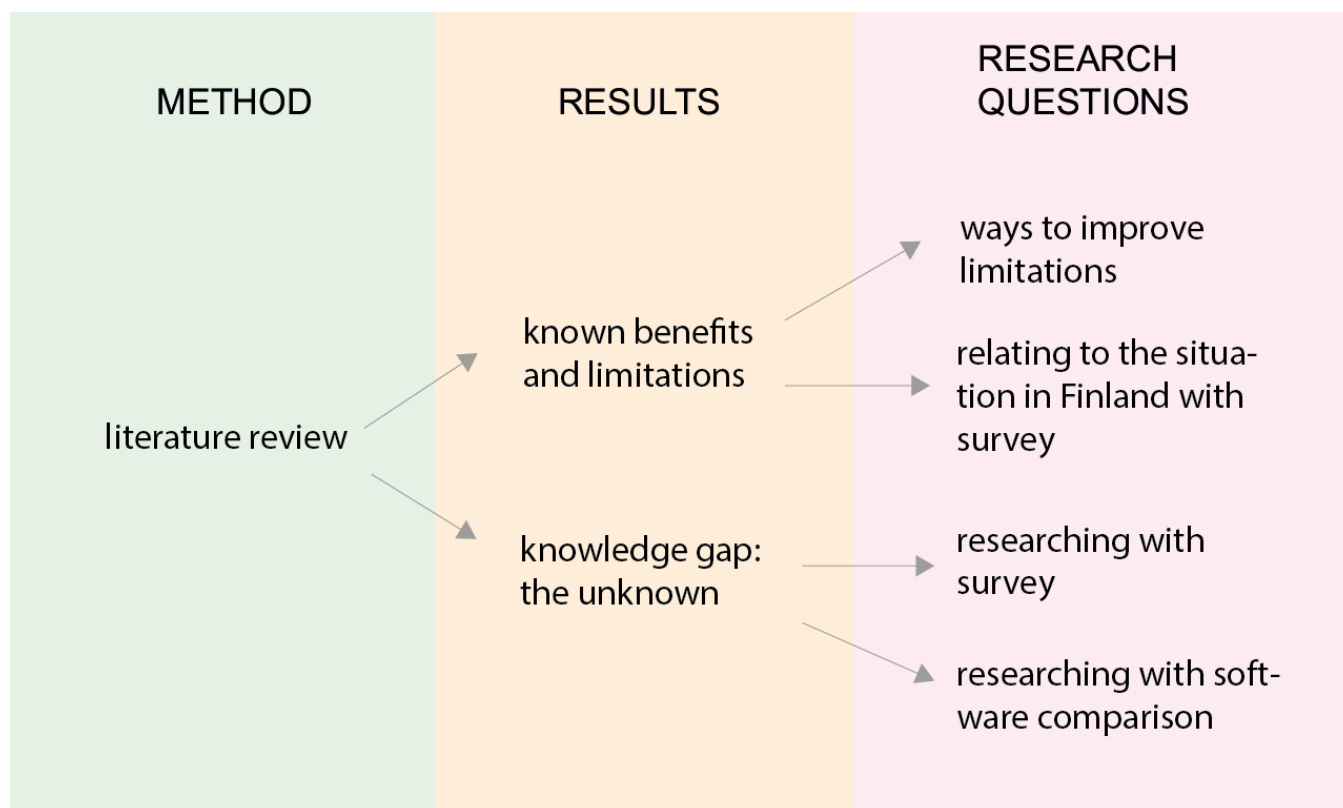 METHOD
RESULTS
RESEARCH
QUESTIONS
literature review
known benefits
and limitations
knowledge gap:
the unknown
ways to improve
limitations
relating to the situa-
tion in Finland with
survey
researching with
survey
researching with soft-
ware comparison